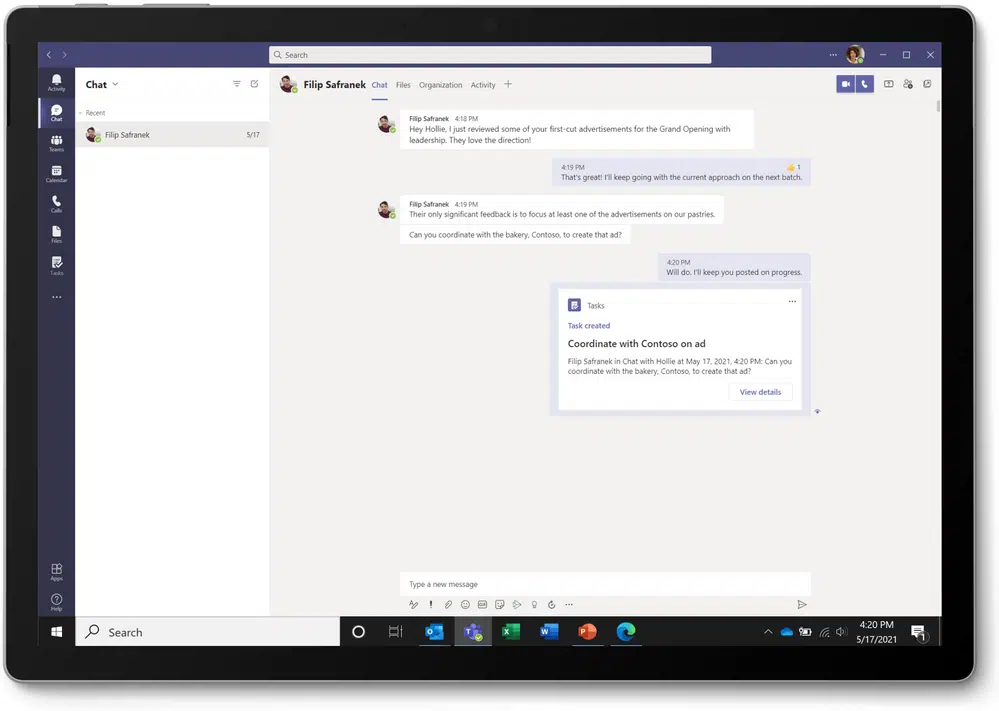 Search
Activity
Chat
Teams
Calendar
Calls
Files
Tasks
Apps
Help
Chat
Recent
Filip Safranek
5/17
Filip Safranek
Chat
Files
Organization
Activity
Filip Safranek 4:18 PM
Hey Hollie, I just reviewed some of your first-cut advertisements for the Grand Opening with
leadership. They love the direction!
4:19 PM
👍 1
That's great! I'll keep going with the current approach on the next batch.
Filip Safranek 4:19 PM
Their only significant feedback is to focus at least one of the advertisements on our pastries.
Can you coordinate with the bakery, Contoso, to create that ad?
4:20 PM
Will do. I'll keep you posted on progress.
Tasks
Task created
Coordinate with Contoso on ad
Filip Safranek in Chat with Hollie at May 17, 2021, 4:20 PM: Can you
coordinate with the bakery, Contoso, to create that ad?
View details
Type a new message
GIF
Search
4:20 PM
5/17/2021
1